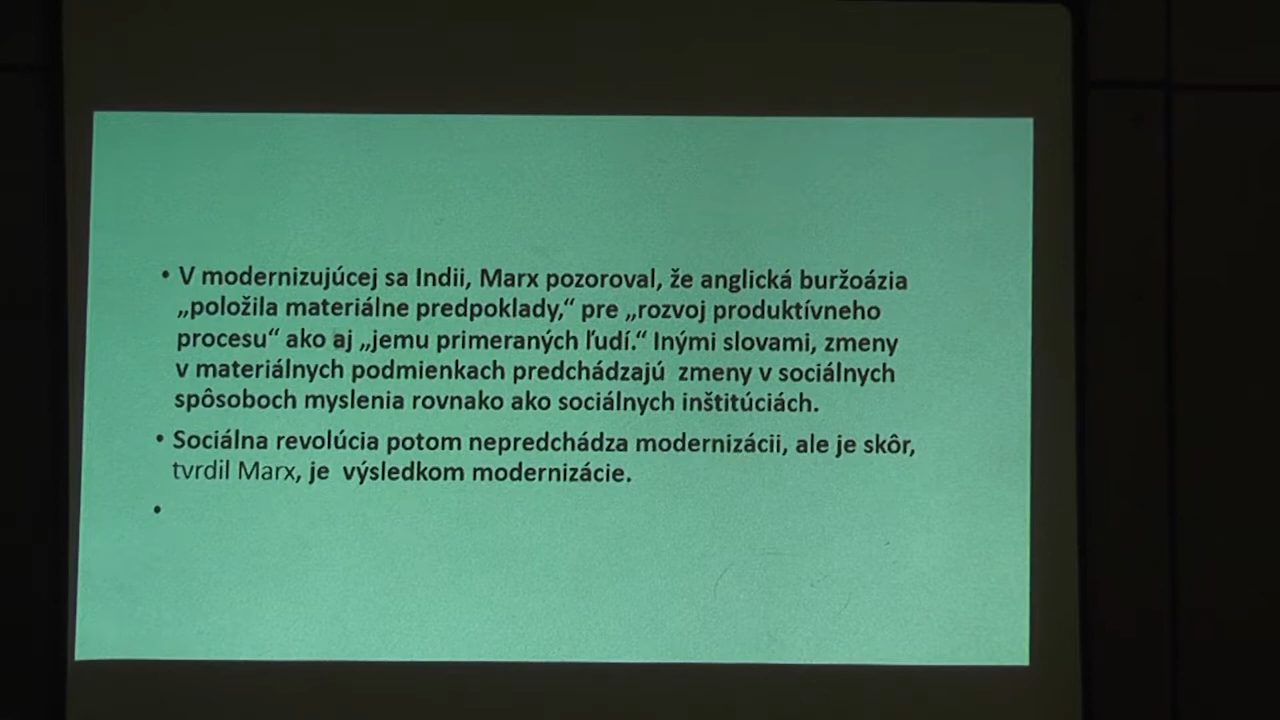 • V modernizujúcej sa Indii, Marx pozoroval, že anglická buržoázia
„položila materiálne predpoklady,“ pre „rozvoj produktívneho
procesu“ ako aj „jemu primeraných ľudí.“ Inými slovami, zmeny
v materiálnych podmienkach predchádzajú  zmeny v sociálnych
spôsoboch myslenia rovnako ako sociálnych inštitúciách.
• Sociálna revolúcia potom nepredchádza modernizácii, ale je skôr,
tvrdil Marx, je  výsledkom modernizácie.
•